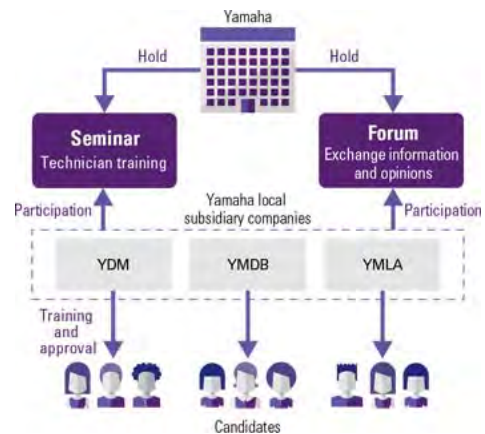 Yamaha
Hold
Hold
Seminar
Technician training
Forum
Exchange information
and opinions
Participation
Yamaha local
subsidiary companies
Participation
YDM
YMDB
YMLA
Training
and
approval
Candidates